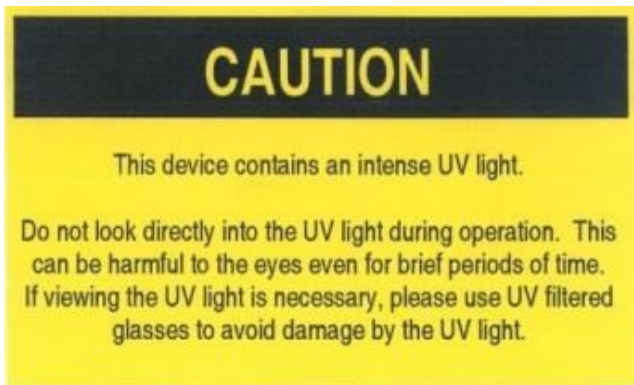 CAUTION
This device contains an intense UV light.
Do not look directly into the UV light during operation.  This
can be harmful to the eyes even for brief periods of time.
If viewing the UV light is necessary, please use UV filtered
glasses to avoid damage by the UV light.